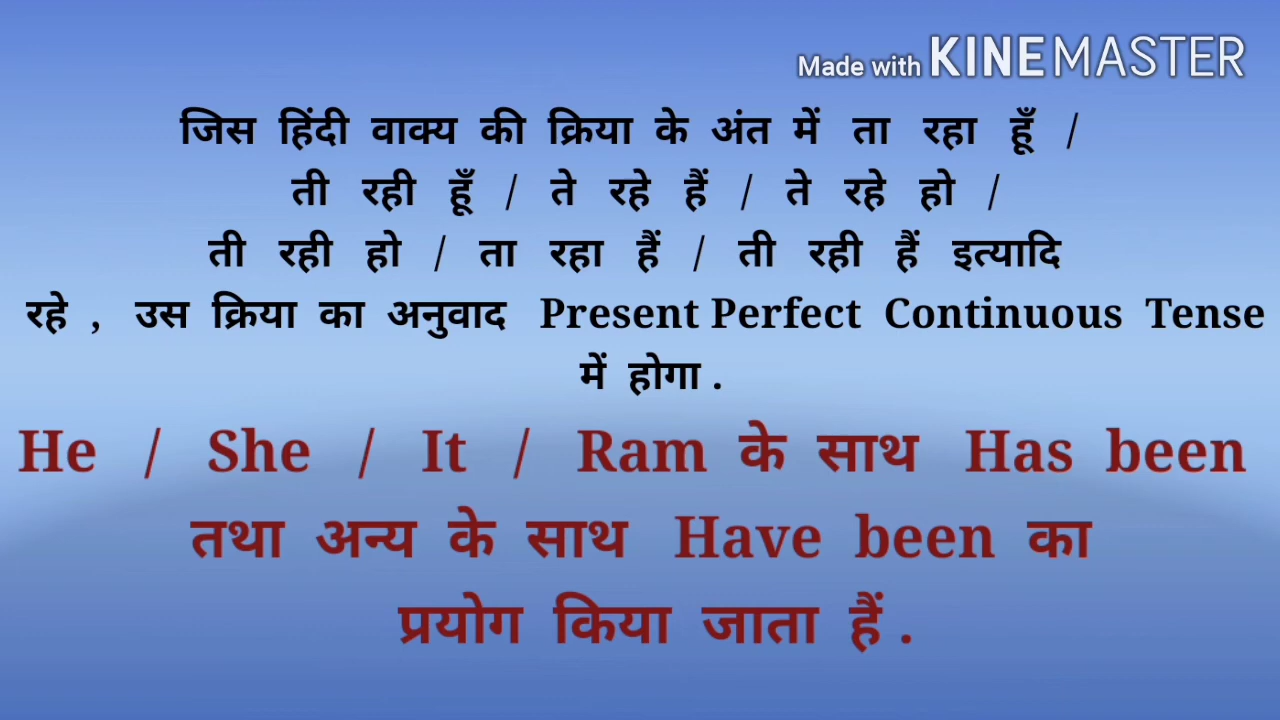 Made with KINEMASTER
जिस हिंदी वाक्य की क्रिया के अंत में ता रहा हूँ /
ती रही हूँ / ते रहे हैं / ते रहे हो /
ती रही हो / ता रहा हैं / ती रही हैं इत्यादि
रहे , उस क्रिया का अनुवाद Present Perfect Continuous Tense
में होगा .
He / She / It / Ram के साथ Has been
तथा अन्य के साथ Have been का
प्रयोग किया जाता हैं .